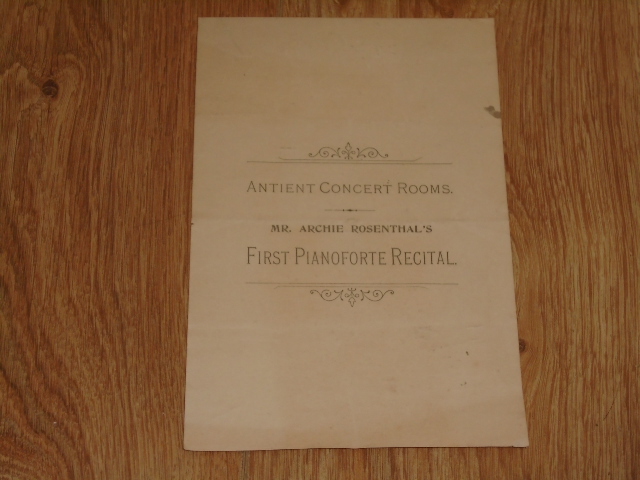 ANTIENT CONCERT ROOMS.
MR. ARCHIE ROSENTHAL'S
FIRST PIANOFORTE RECITAL.